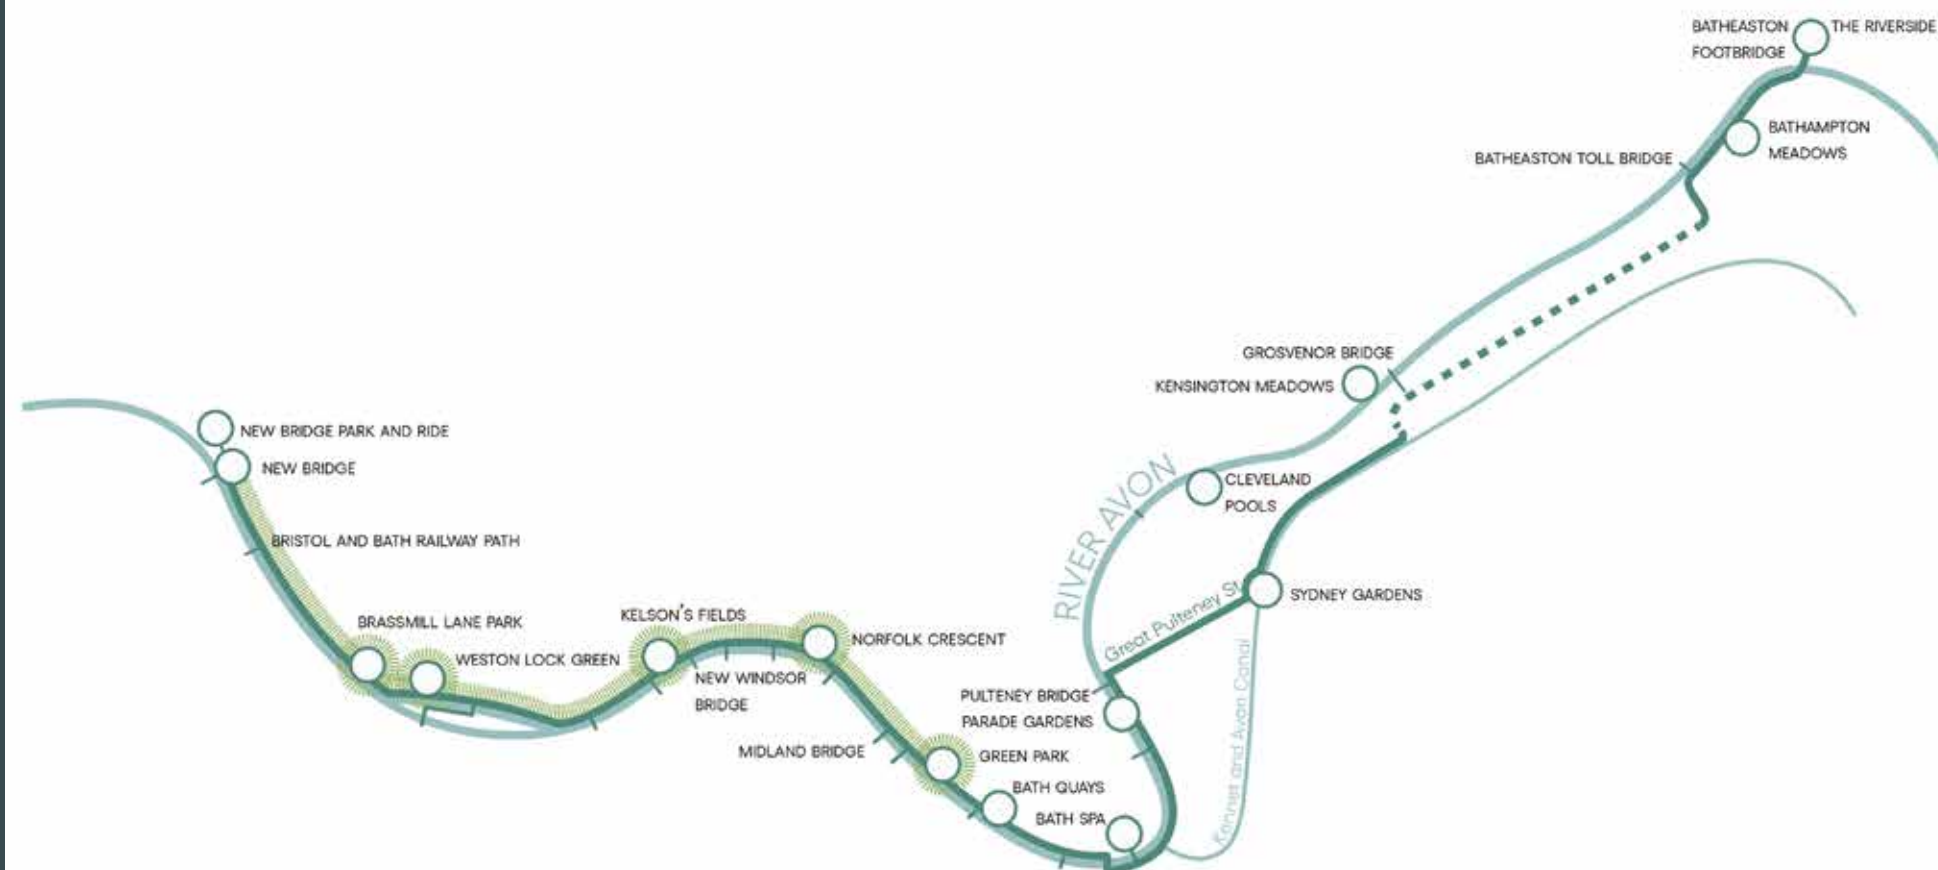 BATHEASTON
FOOTBRIDGE
THE RIVERSIDE
BATHAMPTON
MEADOWS
BATHEASTON TOLL BRIDGE
GROSVENOR BRIDGE
KENSINGTON MEADOWS
NEW BRIDGE PARK AND RIDE
NEW BRIDGE
RIVER AVON
CLEVELAND
POOLS
BRISTOL AND BATH RAILWAY PATH
Great Pulteney St
SYDNEY GARDENS
BRASSMILL LANE PARK
KELSON'S FIELDS
NORFOLK CRESCENT
WESTON LOCK GREEN
NEW WINDSOR
BRIDGE
PULTENEY BRIDGE
PARADE GARDENS
Kennet and Avon Canal
MIDLAND BRIDGE
GREEN PARK
BATH QUAYS
BATH SPA